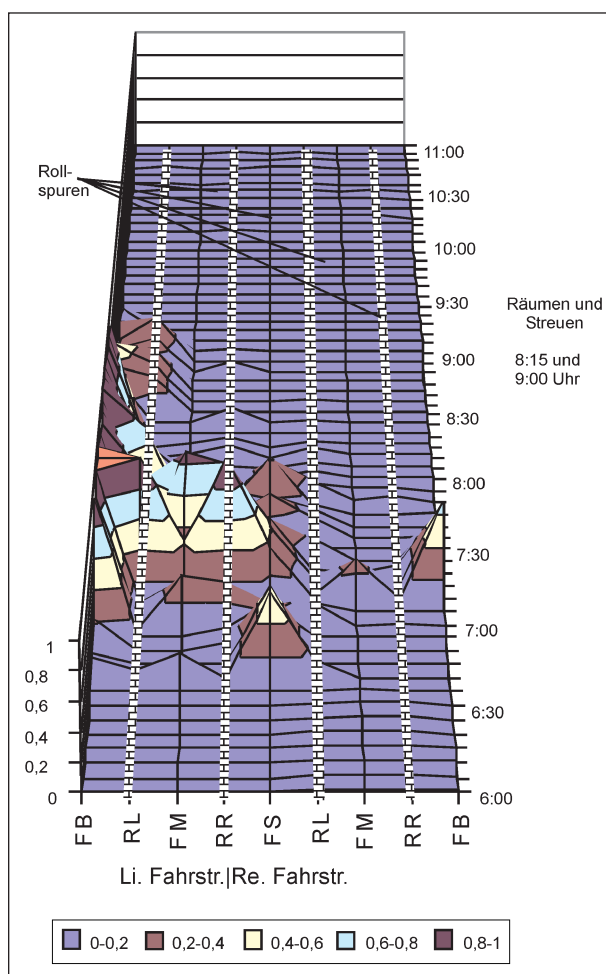 Roll-
spuren
11:00
10:30
10:00
9:30
9:00
8:30
8:00
7:30
7:00
6:30
6:00
Räumen und
Streuen
8:15 und
9:00 Uhr
1
0,8
0,6
0,4
0,2
0
FB
RL
FM
RR
FS
RL
FM
RR
FB
Li. Fahrstr.|Re. Fahrstr.
0-0,2
0,2-0,4
0,4-0,6
0,6-0,8
0,8-1